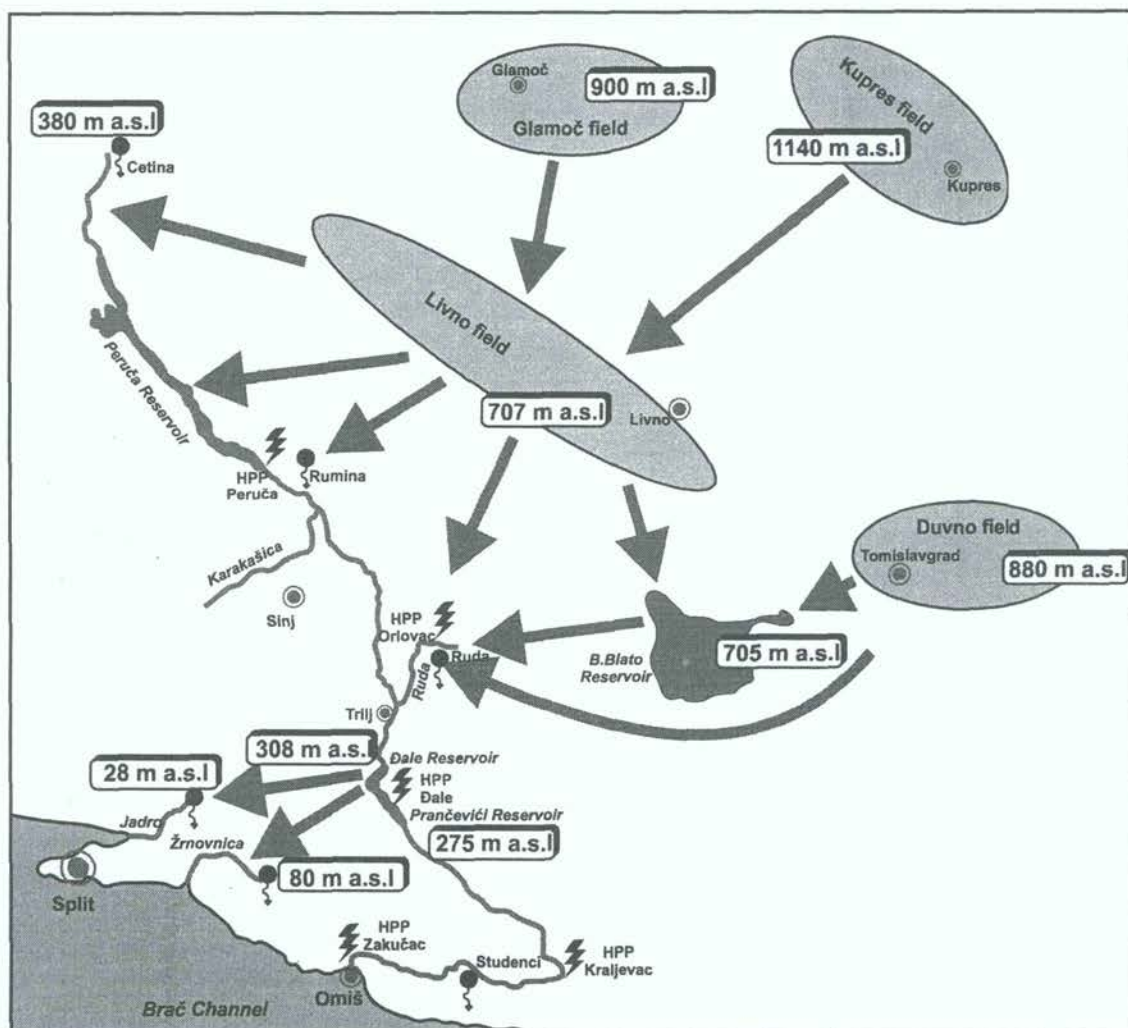 Glamoč
900 m a.s.l
Glamoč field
Kupres field
1140 m a.s.l
Kupres
380 m a.s.l
Cetina
Livno field
707 m a.s.l
Livno
Peruča Reservoir
HPP
Peruča
Rumina
Karakašica
Sinj
Duvno field
Tomislavgrad
880 m a.s.l
HPP
Orlovac
Ruda
Ruda
B.Blato
Reservoir
705 m a.s.l
Trilj
308 m a.s.l
Đale Reservoir
HPP
Đale
Prančevići Reservoir
275 m a.s.l
28 m a.s.l
Jadro
Žrnovnica
80 m a.s.l
Split
HPP
Zakučac
Studenci
HPP
Kraljevac
Omiš
Brač Channel